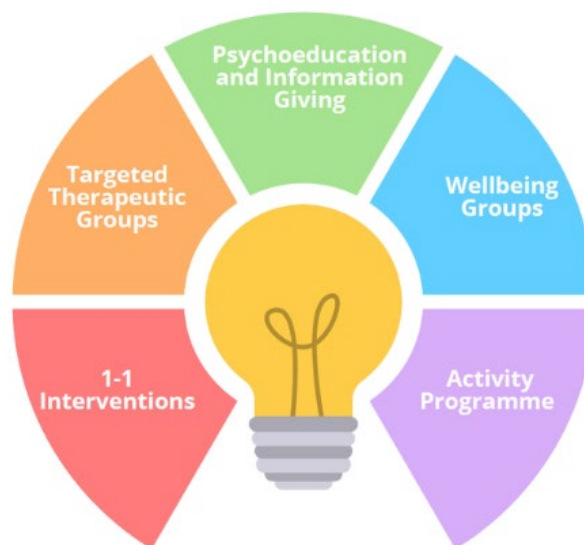 Psychoeducation
and Information
Giving
Targeted
Therapeutic
Groups
Wellbeing
Groups
1-1
Interventions
Activity
Programme